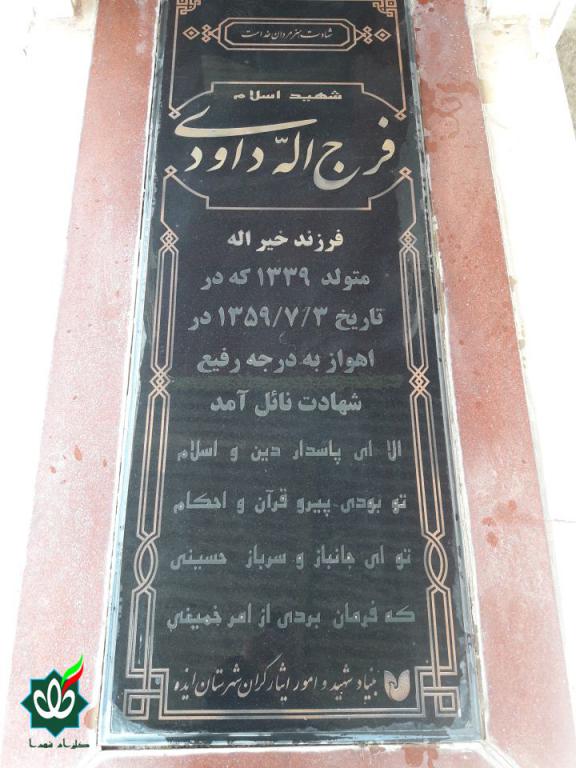 شهادت هنر مردان خداست
شهید اسلام
فرج اله داودی
فرزند خیر اله
متولد ۱۳۳۹ که در
تاریخ ۱۳۵۹/۷/۳ در
اهواز به درجه رفیع
شهادت نائل آمد
الا ای پاسدار دین و اسلام
تو بودی پیرو قرآن و احکام
تو ای جانباز و سرباز حسینی
که فرمان بردی از امر خمینی
بنیاد شهید و امور ایثارگران شهرستان ایذه
گلزار شهدا